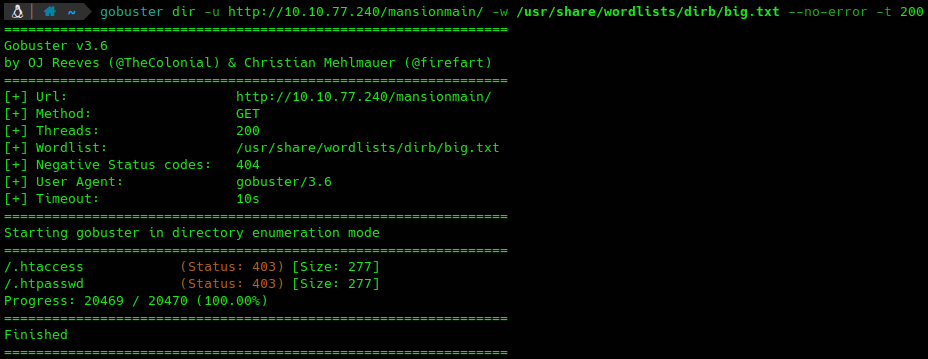 ~ gobuster dir -u http://10.10.77.240/mansionmain/ -w /usr/share/wordlists/dirb/big.txt --no-error -t 200
===============================================================
Gobuster v3.6
by OJ Reeves (@TheColonial) & Christian Mehlmauer (@firefart)
===============================================================
[+] Url:                     http://10.10.77.240/mansionmain/
[+] Method:                  GET
[+] Threads:                 200
[+] Wordlist:                /usr/share/wordlists/dirb/big.txt
[+] Negative Status codes:   404
[+] User Agent:              gobuster/3.6
[+] Timeout:                 10s
===============================================================
Starting gobuster in directory enumeration mode
===============================================================
/.htaccess            (Status: 403) [Size: 277]
/.htpasswd            (Status: 403) [Size: 277]
Progress: 20469 / 20470 (100.00%)
===============================================================
Finished
===============================================================